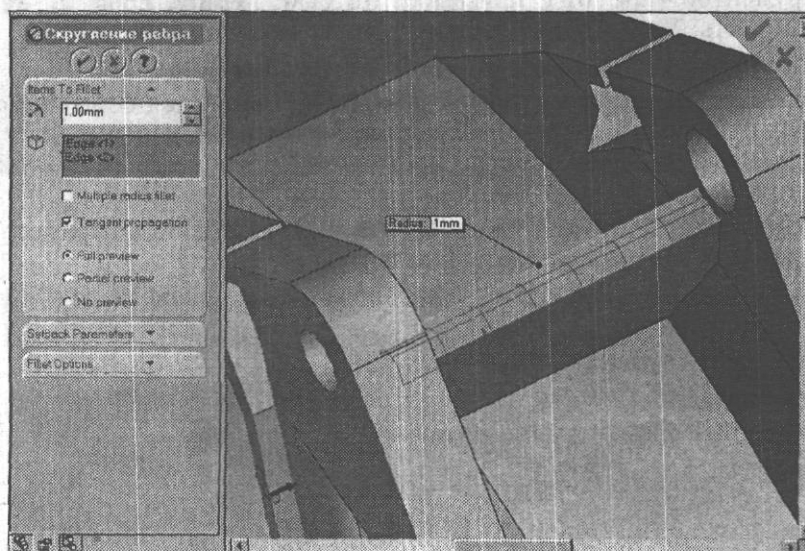 Скругление ребра
Items To Fillet
1.00mm
Edge <1>
Edge <2>
Multiple radius fillet
Tangent propagation
Full preview
Partial preview
No preview
Setback Parameters
Fillet Options
Radius: 1mm